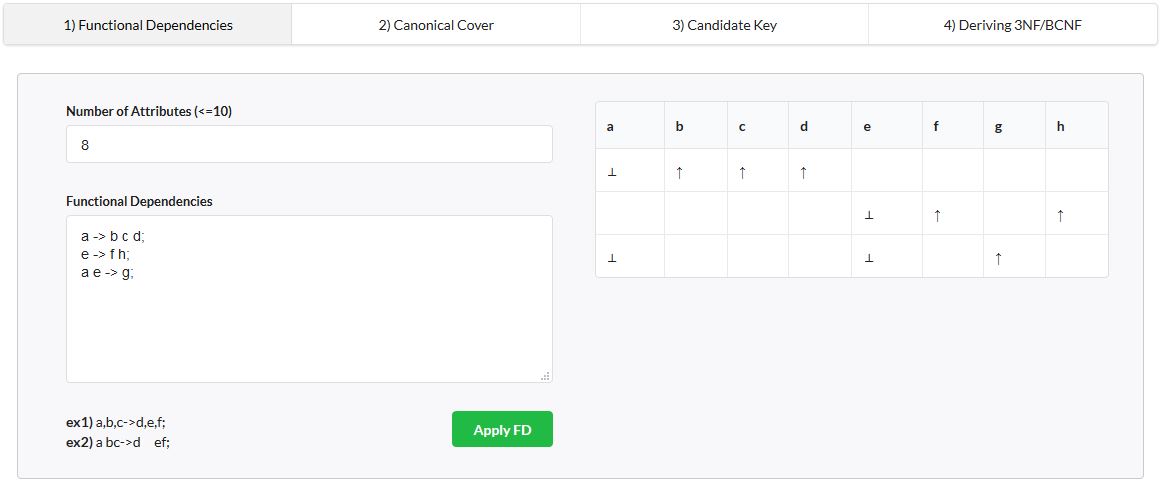 1) Functional Dependencies 2) Canonical Cover 3) Candidate Key 4) Deriving 3NF/BCNF
Number of Attributes (<=10)
8
Functional Dependencies
a -> b c d;
e -> f h;
a e -> g;
ex1) a,b,c->d,e,f;
ex2) a bc->d ef;
Apply FD
a b c d e f g h
⊥ ↑ ↑ ↑
⊥ ↑ ↑
⊥ ⊥ ↑